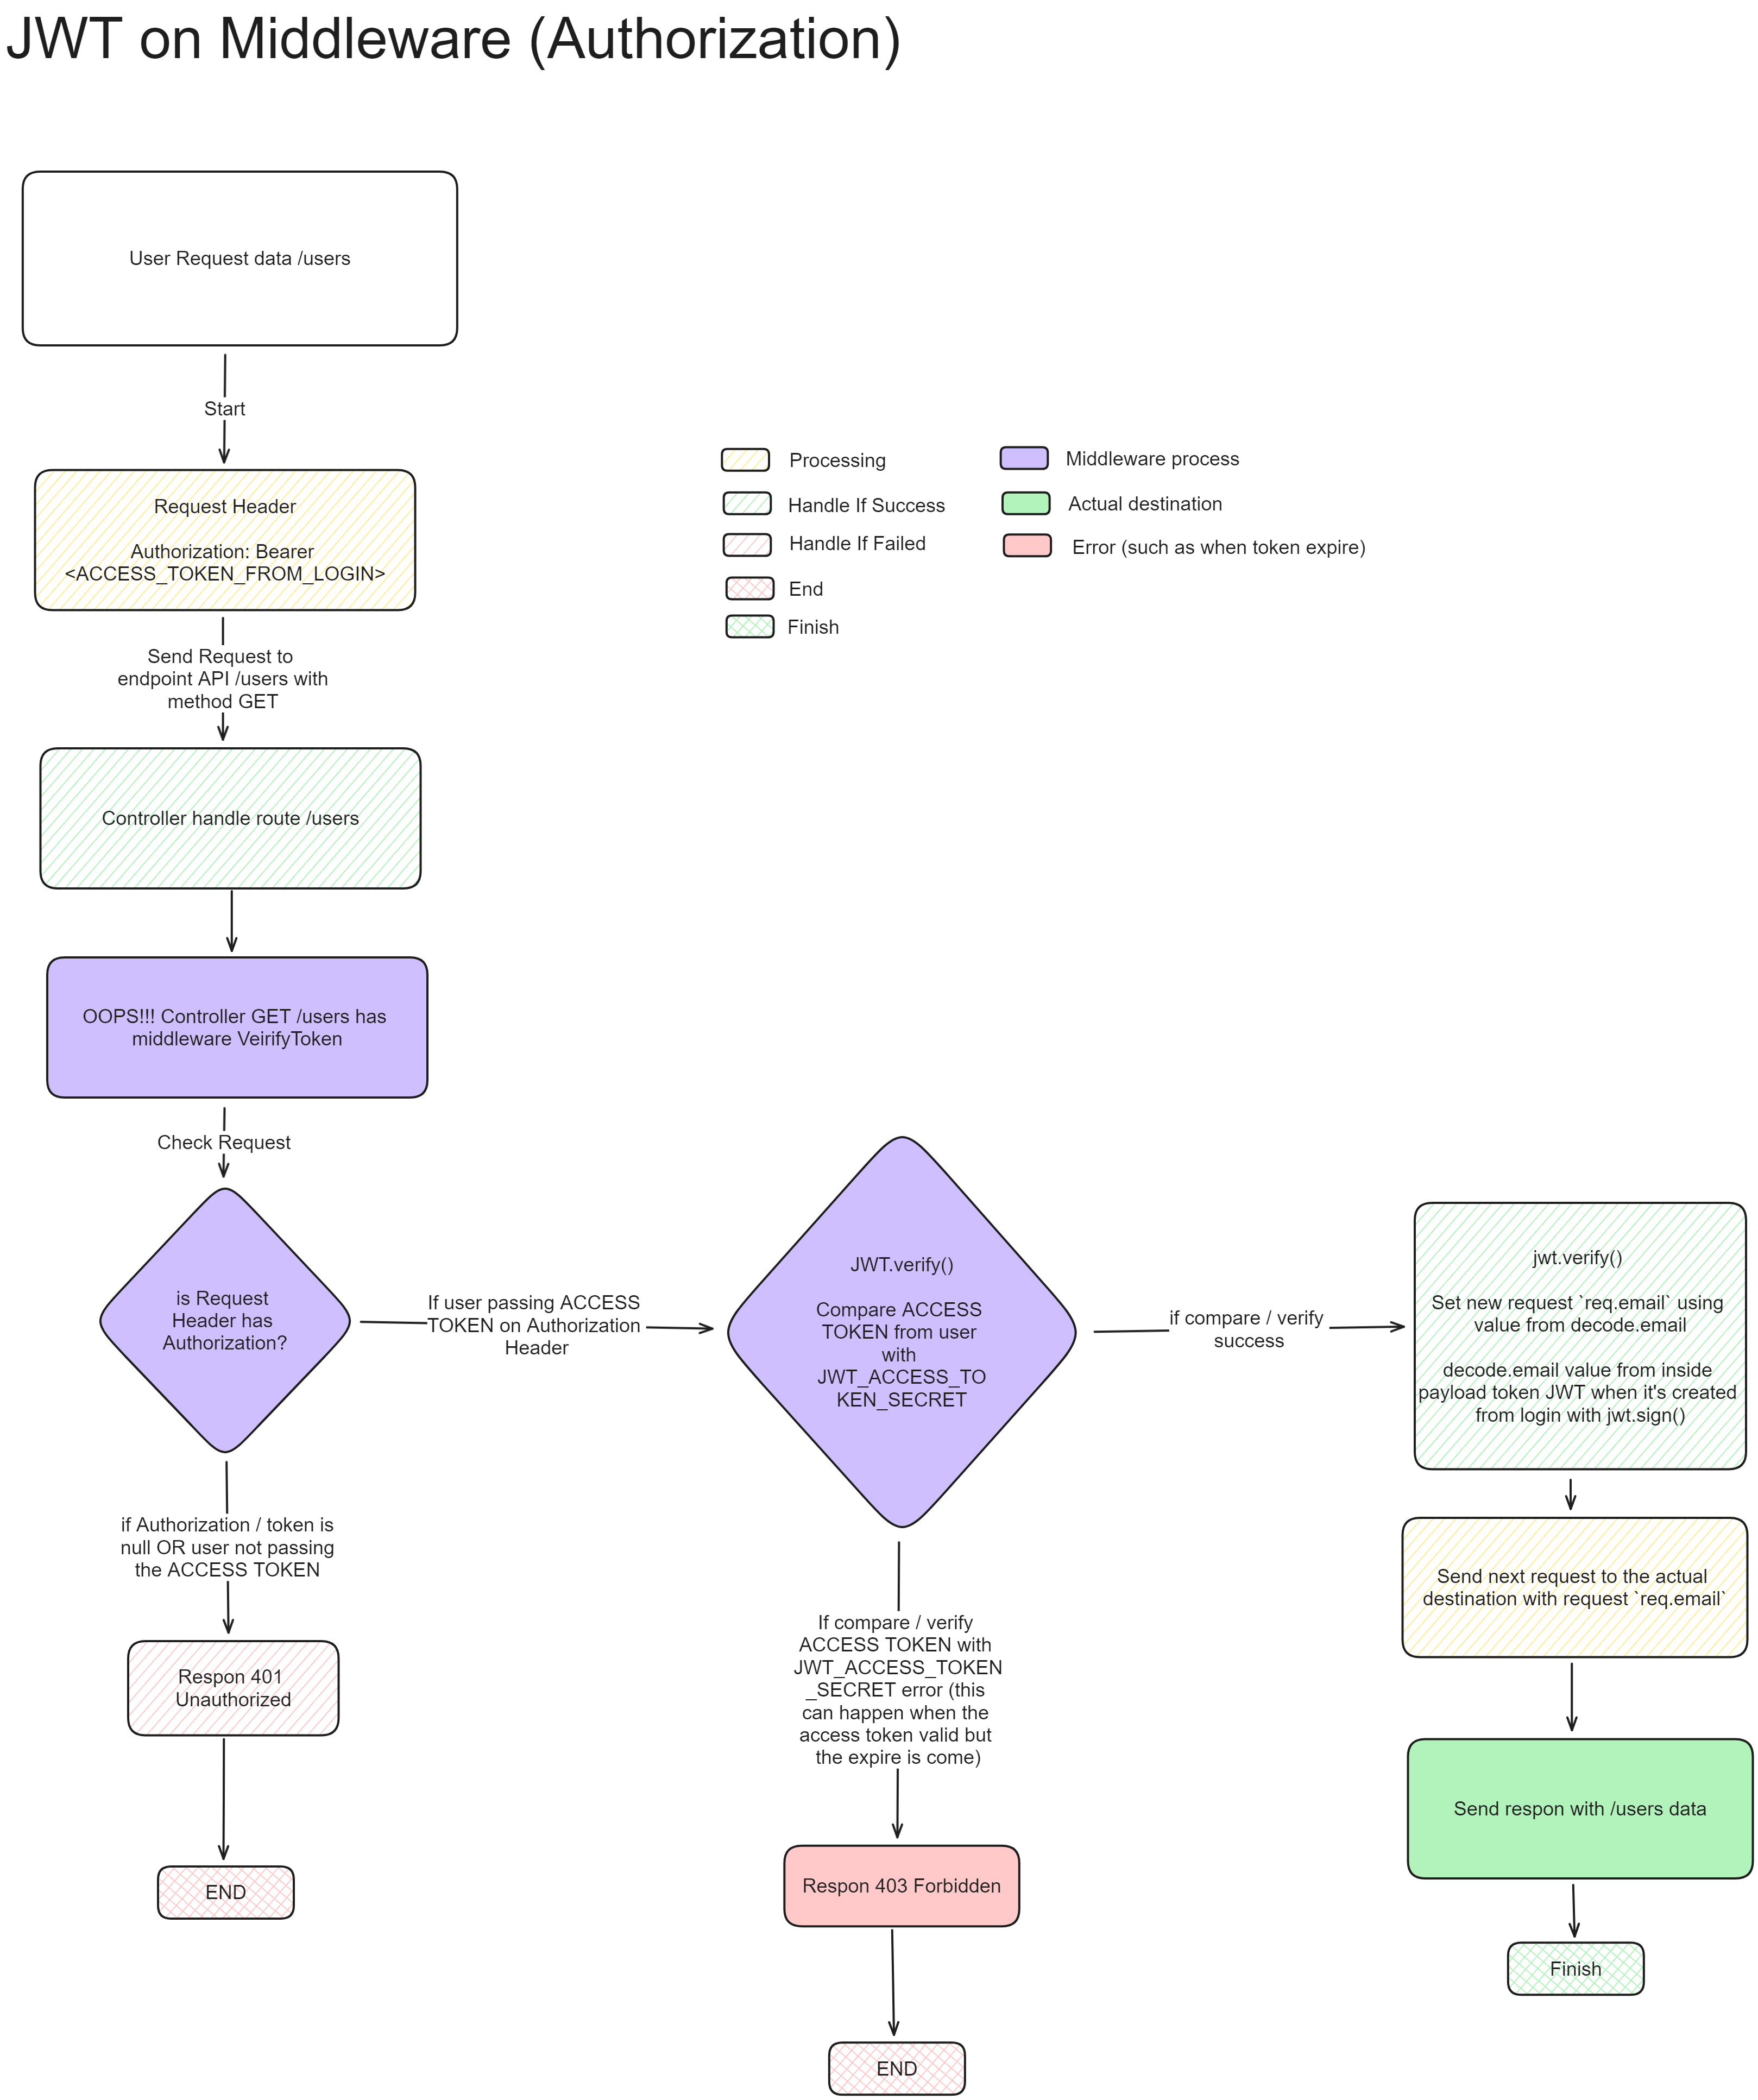 JWT on Middleware (Authorization)
User Request data /users
Start
Request Header
Authorization: Bearer
<ACCESS_TOKEN_FROM_LOGIN>
Send Request to
endpoint API /users with
method GET
Controller handle route /users
OOPS!!! Controller GET /users has
middleware VeirifyToken
Check Request
is Request
Header has
Authorization?
if Authorization / token is
null OR user not passing
the ACCESS TOKEN
Respon 401
Unauthorized
END
Processing
Handle If Success
Handle If Failed
End
Finish
Middleware process
Actual destination
Error (such as when token expire)
If user passing ACCESS
TOKEN on Authorization
Header
JWT.verify()
Compare ACCESS
TOKEN from user
with
JWT_ACCESS_TO
KEN_SECRET
If compare / verify
ACCESS TOKEN with
JWT_ACCESS_TOKEN
_SECRET error (this
can happen when the
access token valid but
the expire is come)
Respon 403 Forbidden
END
if compare / verify
success
jwt.verify()
Set new request `req.email` using
value from decode.email
decode.email value from inside
payload token JWT when it's created
from login with jwt.sign()
Send next request to the actual
destination with request `req.email`
Send respon with /users data
Finish